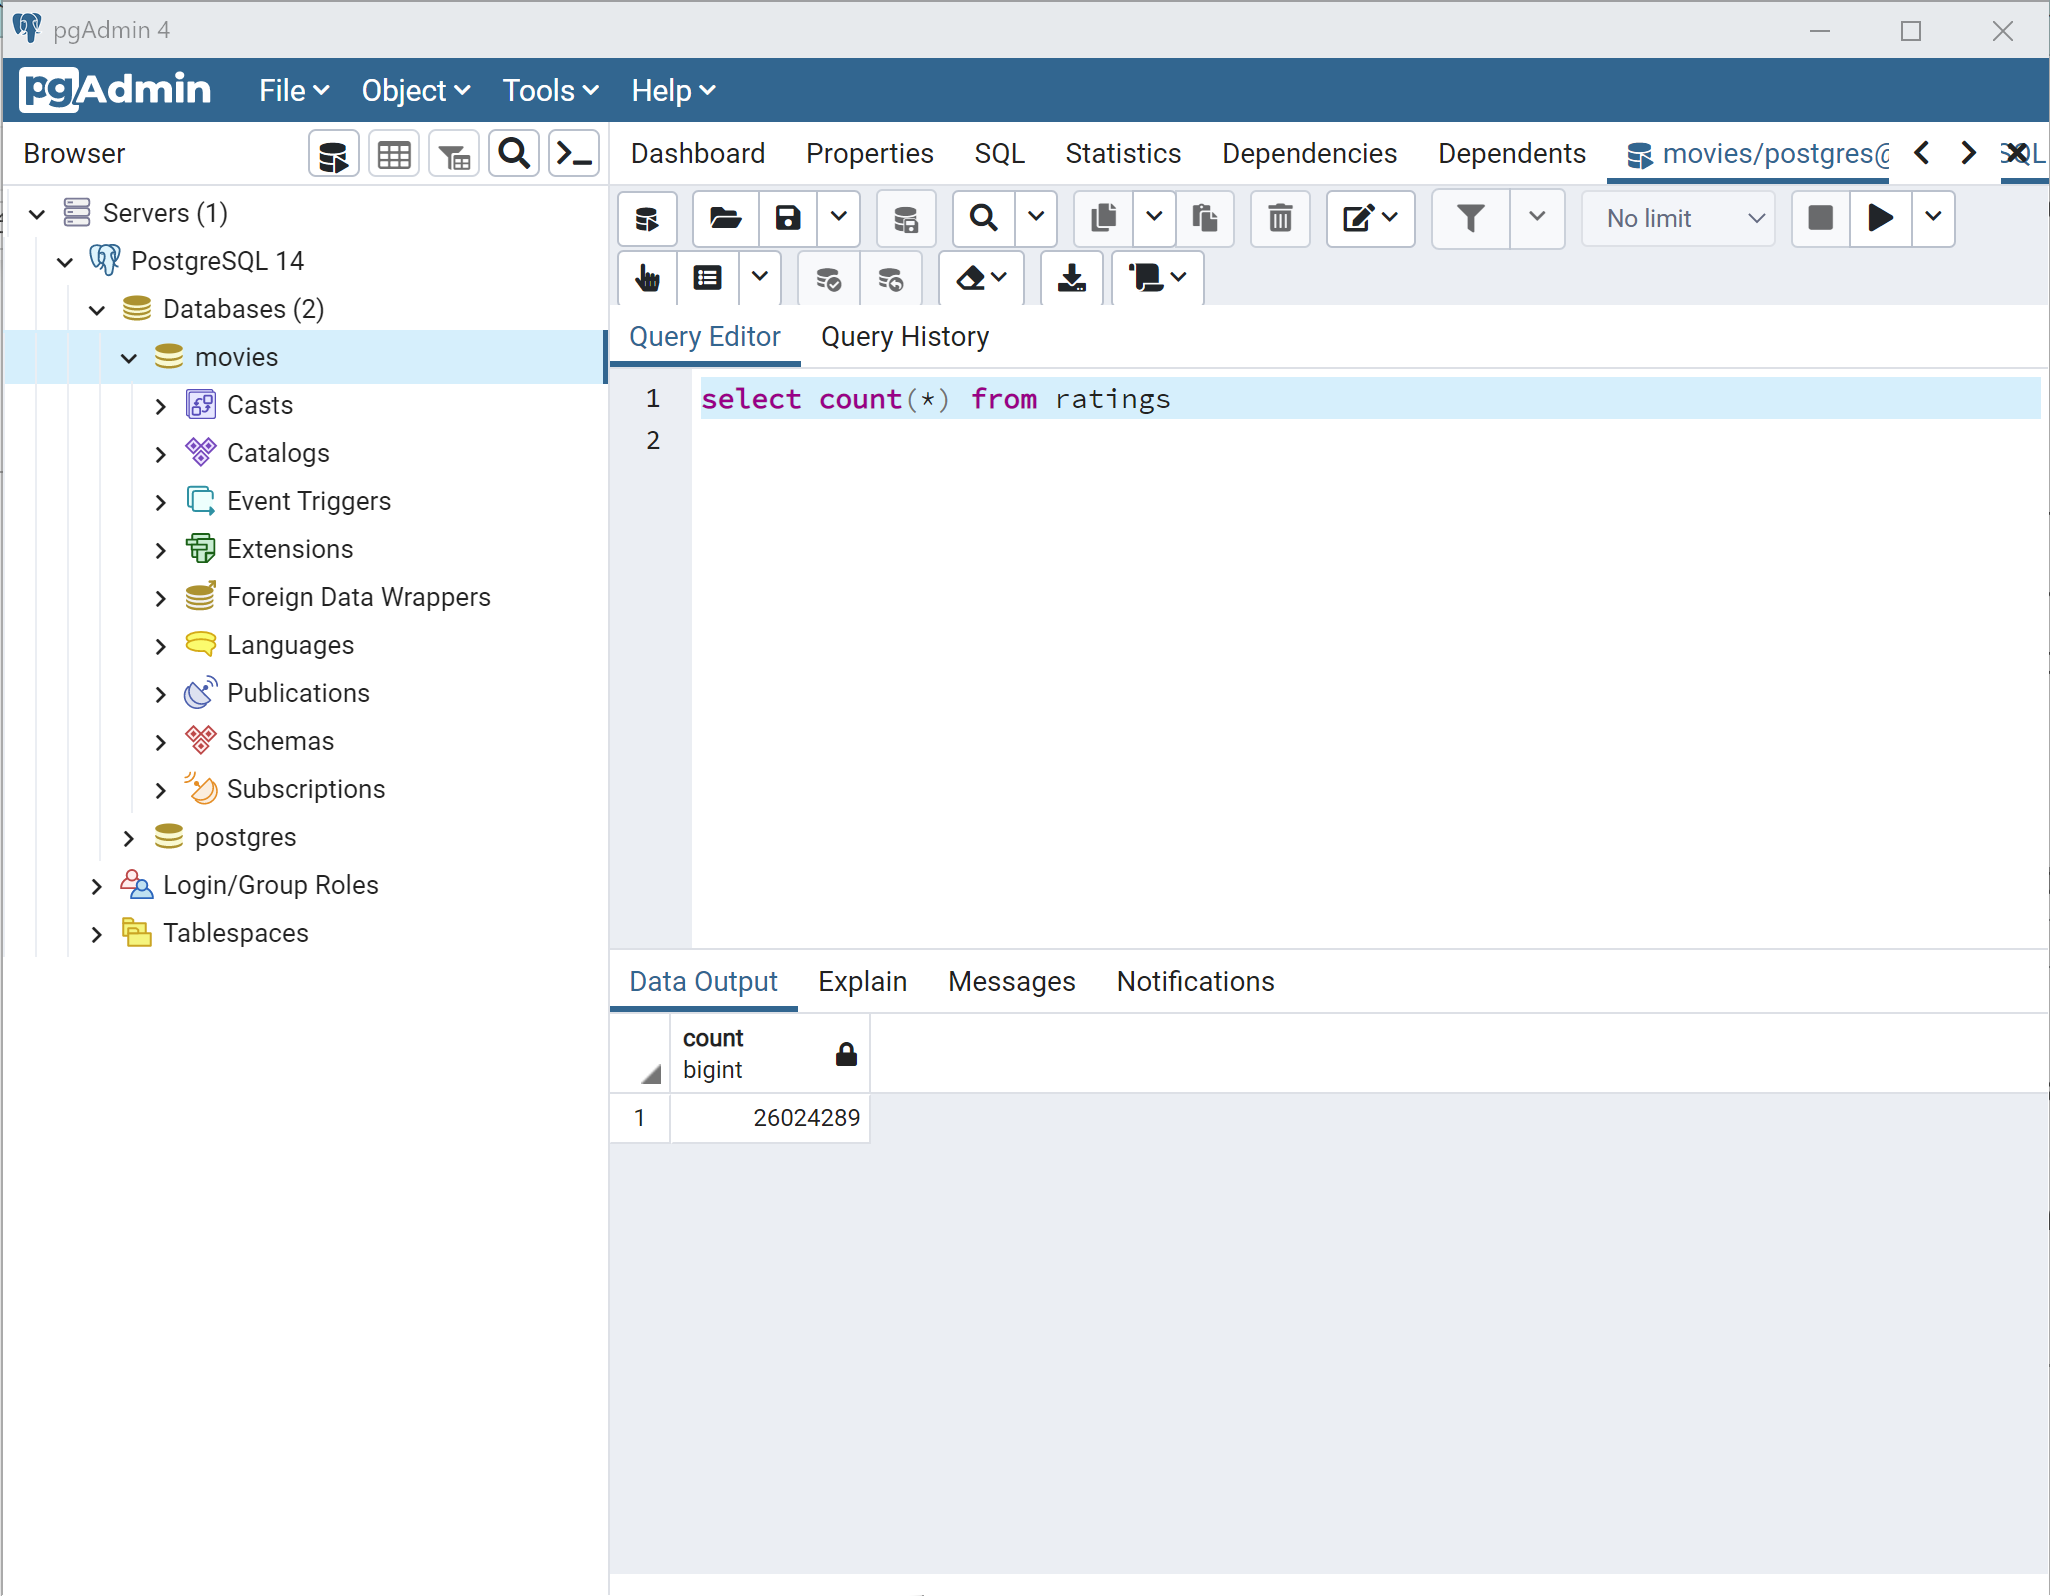 pgAdmin 4
pgAdmin File Object Tools Help
Browser
Dashboard Properties SQL Statistics Dependencies Dependents movies/postgres@ SQL
No limit
Servers (1)
PostgreSQL 14
Databases (2)
movies
Casts
Catalogs
Event Triggers
Extensions
Foreign Data Wrappers
Languages
Publications
Schemas
Subscriptions
postgres
Login/Group Roles
Tablespaces
Query Editor Query History
1 select count(*) from ratings
2
Data Output Explain Messages Notifications
count
bigint
1 26024289